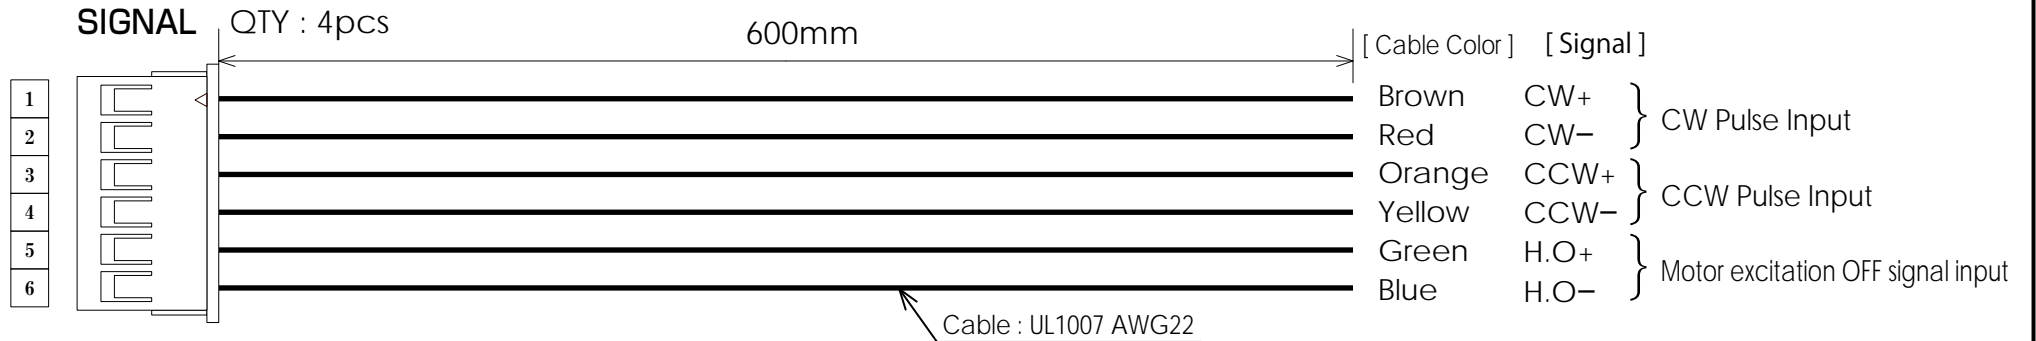 SIGNAL QTY : 4pcs
600mm
[ Cable Color ] [ Signal ]
1 Brown CW+
CW Pulse Input
2 Red CW−
3 Orange CCW+
CCW Pulse Input
4 Yellow CCW−
5 Green H.O+
Motor excitation OFF signal input
6 Blue H.O−
Cable : UL1007 AWG22